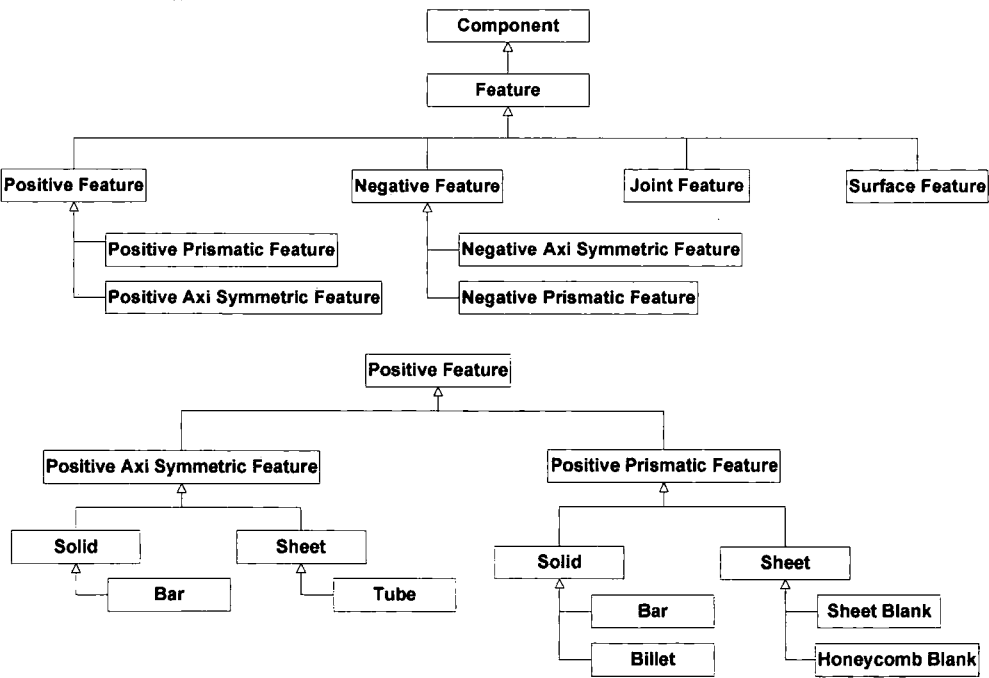 Component
Feature
Positive Feature
Negative Feature
Joint Feature
Surface Feature
Positive Prismatic Feature
Negative Axi Symmetric Feature
Positive Axi Symmetric Feature
Negative Prismatic Feature
Positive Feature
Positive Axi Symmetric Feature
Positive Prismatic Feature
Solid
Sheet
Solid
Sheet
Bar
Tube
Bar
Sheet Blank
Billet
Honeycomb Blank